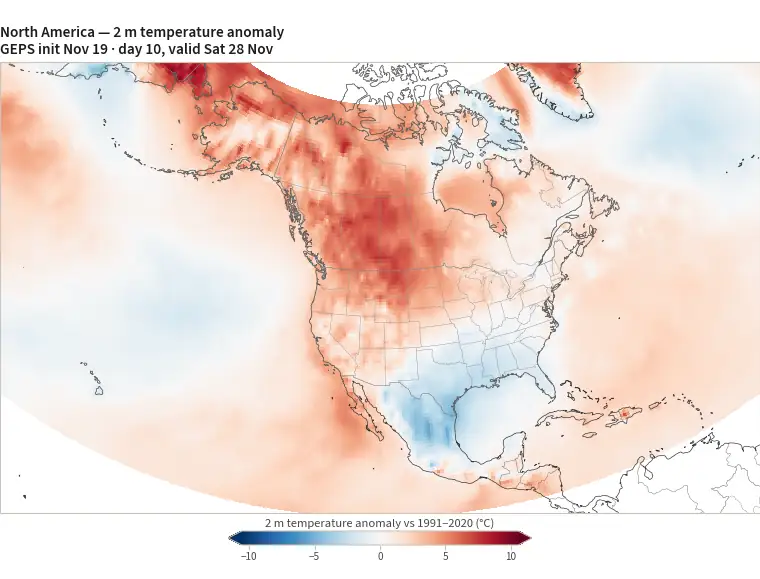 North America — 2 m temperature anomaly
GEPS init Nov 19 · day 10, valid Sat 28 Nov
2 m temperature anomaly vs 1991–2020 (°C)
−10 −5 0 5 10